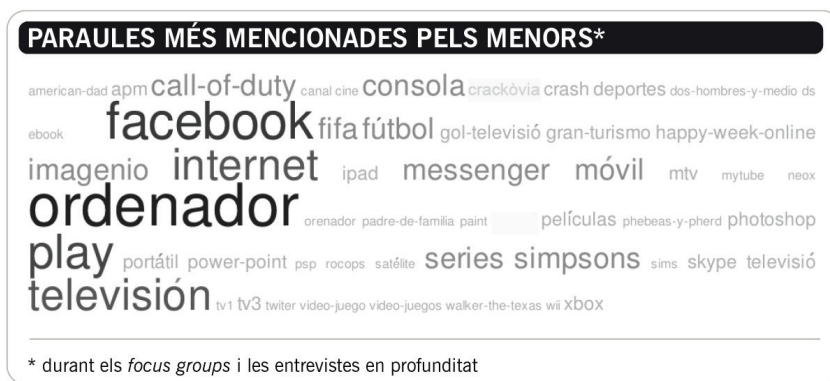 PARAULES MÉS MENCIONADES PELS MENORS*
american-dad apm call-of-duty canal cine consola crackòvia crash deportes dos-hombres-y-medio ds
ebook facebook fifa fútbol gol-televisió gran-turismo happy-week-online
imagenio internet ipad messenger móvil mtv mytube neox
ordenador orenador padre-de-familia paint películas phebeas-y-pherd photoshop
play portátil power-point psp rocops satélite series simpsons sims skype televisió
televisión tv1 tv3 twiter video-juego video-juegos walker-the-texas wii xbox
* durant els focus groups i les entrevistes en profunditat